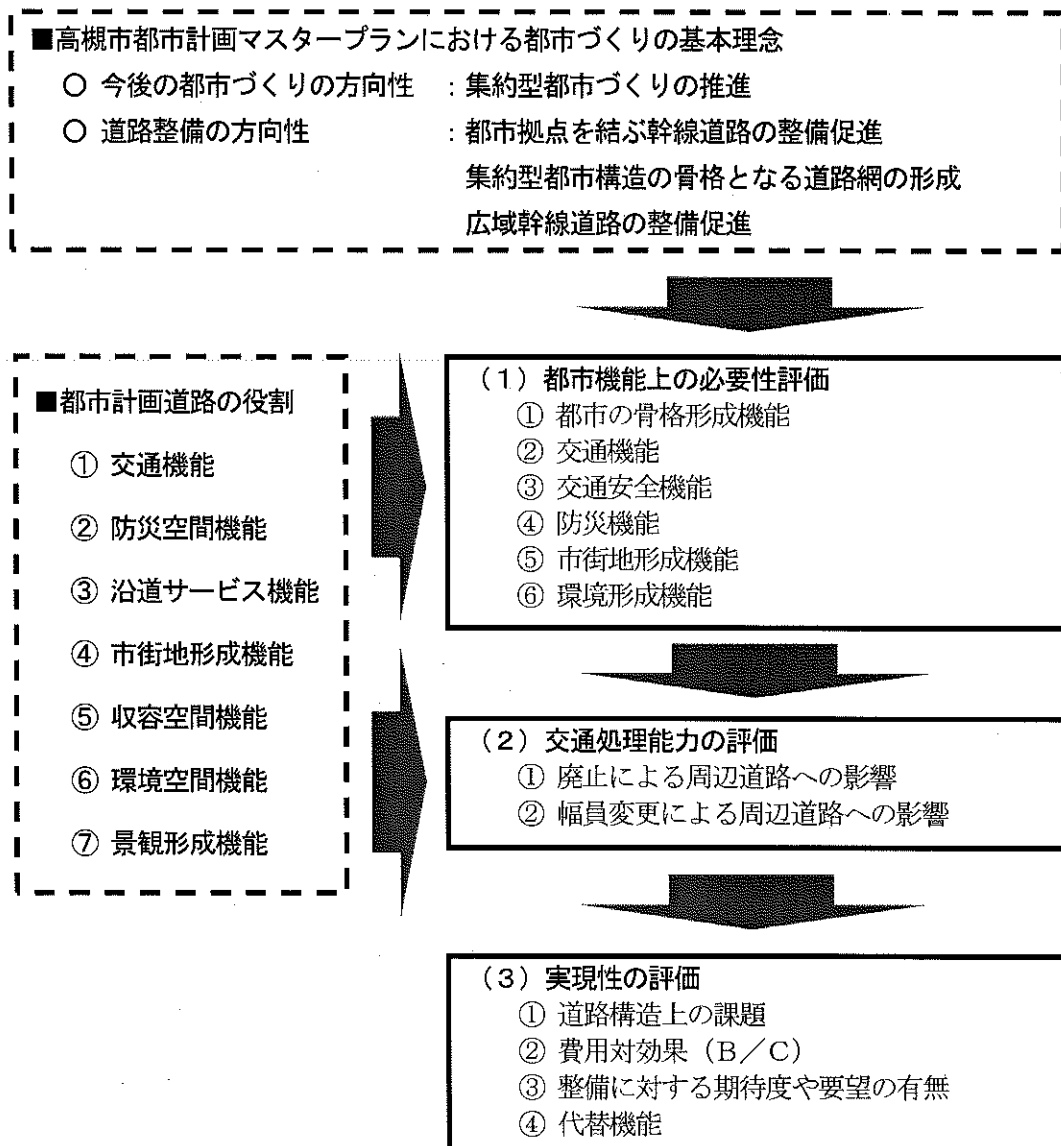 ■高槻市都市計画マスタープランにおける都市づくりの基本理念
○ 今後の都市づくりの方向性 : 集約型都市づくりの推進
○ 道路整備の方向性 : 都市拠点を結ぶ幹線道路の整備促進
集約型都市構造の骨格となる道路網の形成
広域幹線道路の整備促進
■都市計画道路の役割
① 交通機能
② 防災空間機能
③ 沿道サービス機能
④ 市街地形成機能
⑤ 収容空間機能
⑥ 環境空間機能
⑦ 景観形成機能
(1)都市機能上の必要性評価
① 都市の骨格形成機能
② 交通機能
③ 交通安全機能
④ 防災機能
⑤ 市街地形成機能
⑥ 環境形成機能
(2)交通処理能力の評価
① 廃止による周辺道路への影響
② 幅員変更による周辺道路への影響
(3)実現性の評価
① 道路構造上の課題
② 費用対効果(B/C)
③ 整備に対する期待度や要望の有無
④ 代替機能